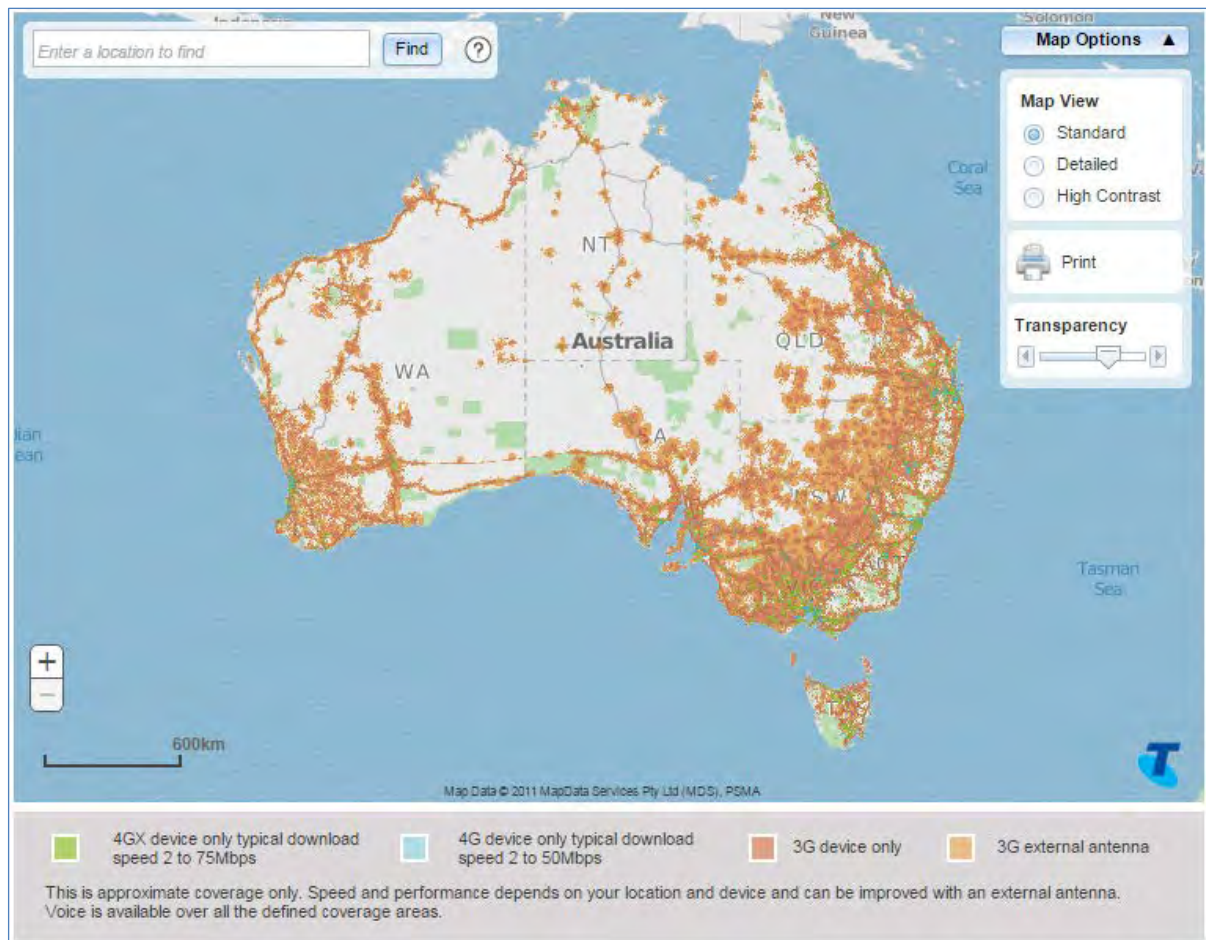 Indonesia
New
Guinea
Solomon
Enter a location to find
Find
?
Map Options ▲
Map View
Standard
Detailed
High Contrast
Print
Transparency
Coral
Sea
NT
Australia
QLD
WA
SA
NSW
ACT
VIC
TAS
Tasman
Sea
+
−
600km
T
Map Data © 2011 MapData Services Pty Ltd (MDS), PSMA
4GX device only typical download
speed 2 to 75Mbps
4G device only typical download
speed 2 to 50Mbps
3G device only
3G external antenna
This is approximate coverage only. Speed and performance depends on your location and device and can be improved with an external antenna.
Voice is available over all the defined coverage areas.